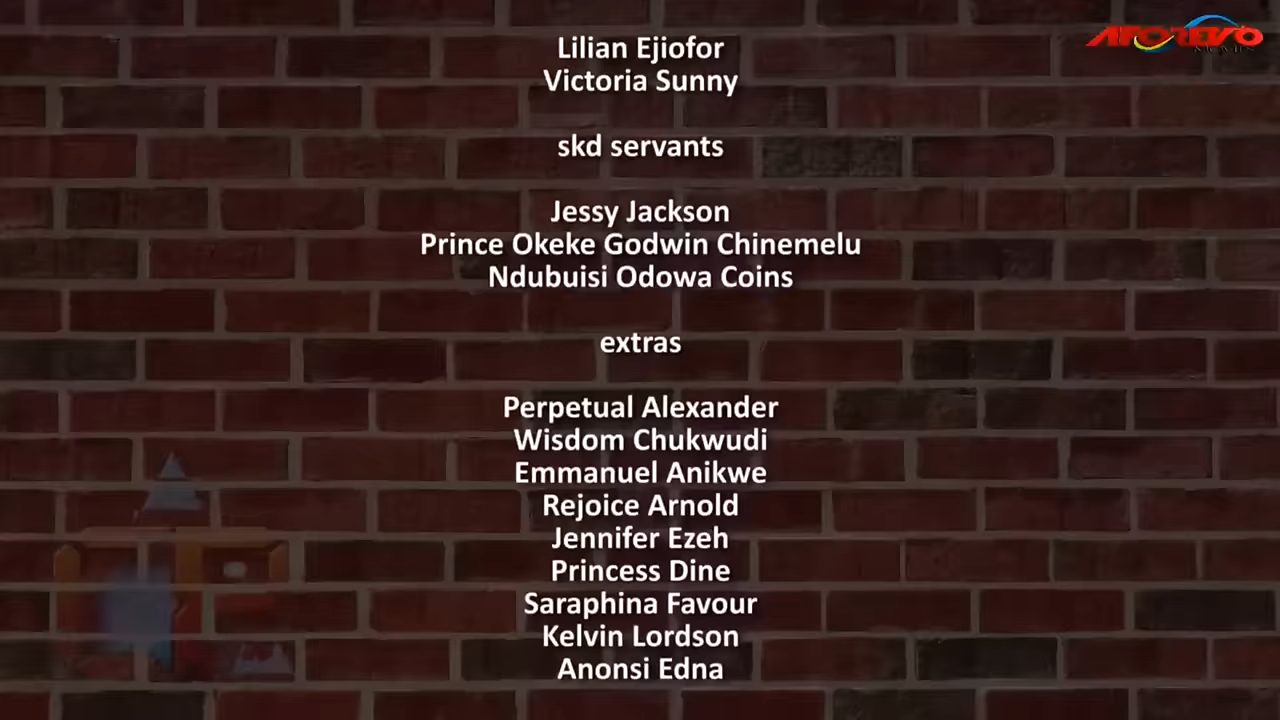 AFOREVO
Lilian Ejiofor
Victoria Sunny
skd servants
Jessy Jackson
Prince Okeke Godwin Chinemelu
Ndubuisi Odowa Coins
extras
Perpetual Alexander
Wisdom Chukwudi
Emmanuel Anikwe
Rejoice Arnold
Jennifer Ezeh
Princess Dine
Saraphina Favour
Kelvin Lordson
Anonsi Edna